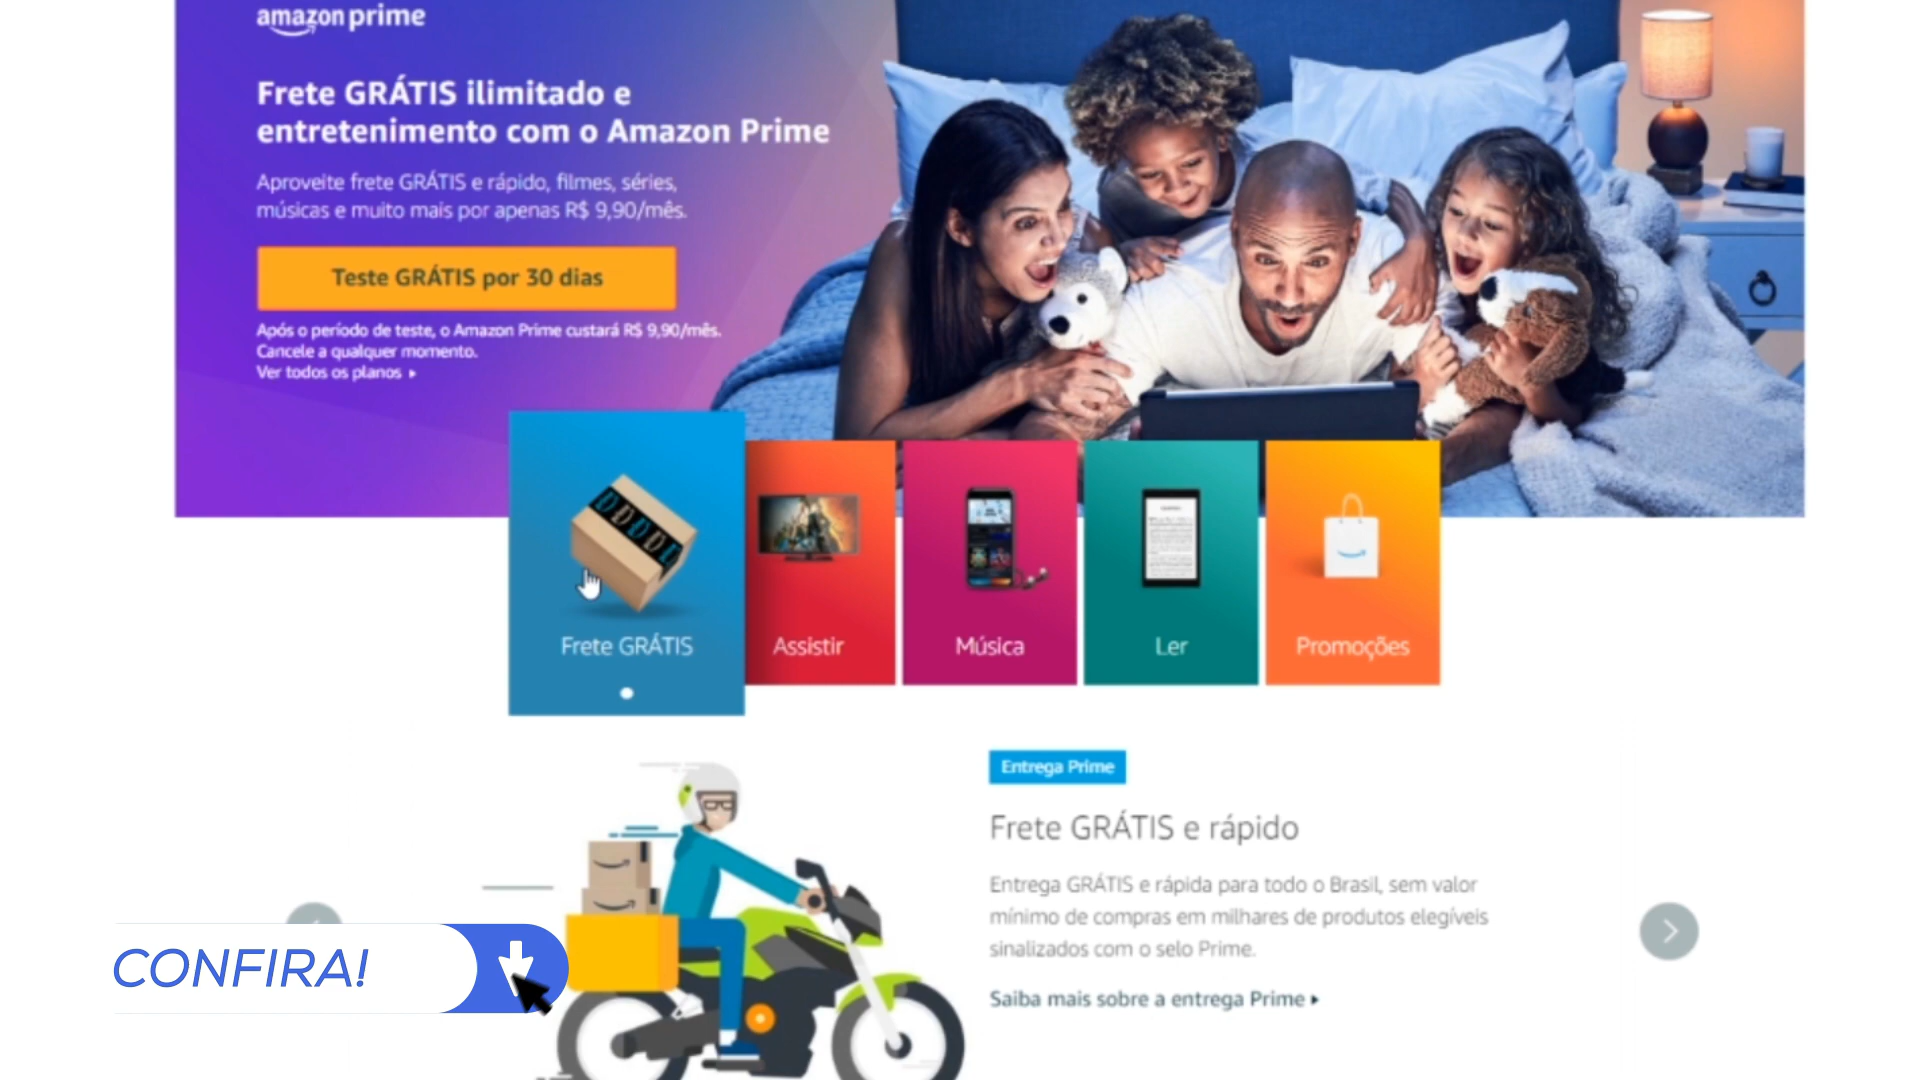 amazon prime
Frete GRÁTIS ilimitado e
entretenimento com o Amazon Prime
Aproveite frete GRÁTIS e rápido, filmes, séries,
músicas e muito mais por apenas R$ 9,90/mês.
Teste GRÁTIS por 30 dias
Após o período de teste, o Amazon Prime custará R$ 9,90/mês.
Cancele a qualquer momento.
Ver todos os planos
Frete GRÁTIS
Assistir
Música
Ler
Promoções
Entrega Prime
Frete GRÁTIS e rápido
Entrega GRÁTIS e rápida para todo o Brasil, sem valor
mínimo de compras em milhares de produtos elegíveis
sinalizados com o selo Prime.
Saiba mais sobre a entrega Prime
CONFIRA!